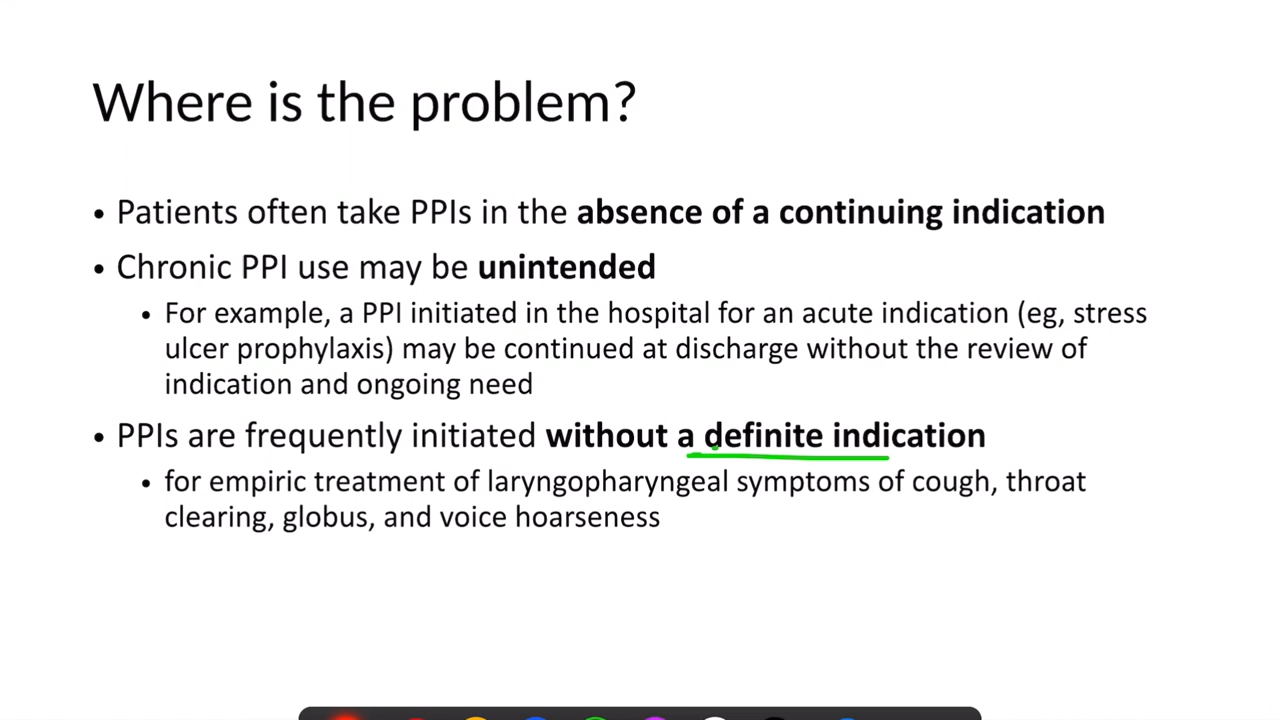 Where is the problem?
• Patients often take PPIs in the absence of a continuing indication
• Chronic PPI use may be unintended
• For example, a PPI initiated in the hospital for an acute indication (eg, stress
ulcer prophylaxis) may be continued at discharge without the review of
indication and ongoing need
• PPIs are frequently initiated without a definite indication
• for empiric treatment of laryngopharyngeal symptoms of cough, throat
clearing, globus, and voice hoarseness